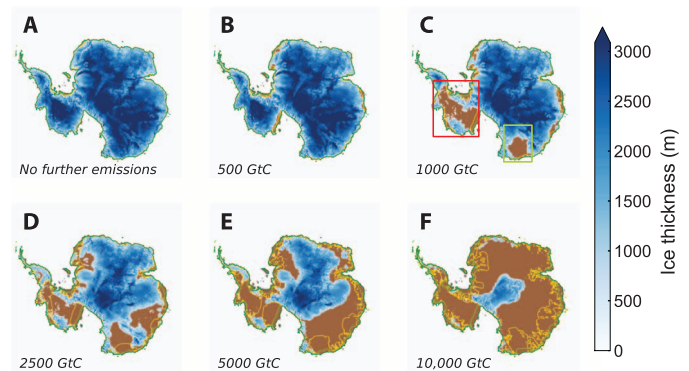 A
B
C
No further emissions
500 GtC
1000 GtC
D
E
F
2500 GtC
5000 GtC
10,000 GtC
3000
2500
2000
1500
1000
500
0
Ice thickness (m)